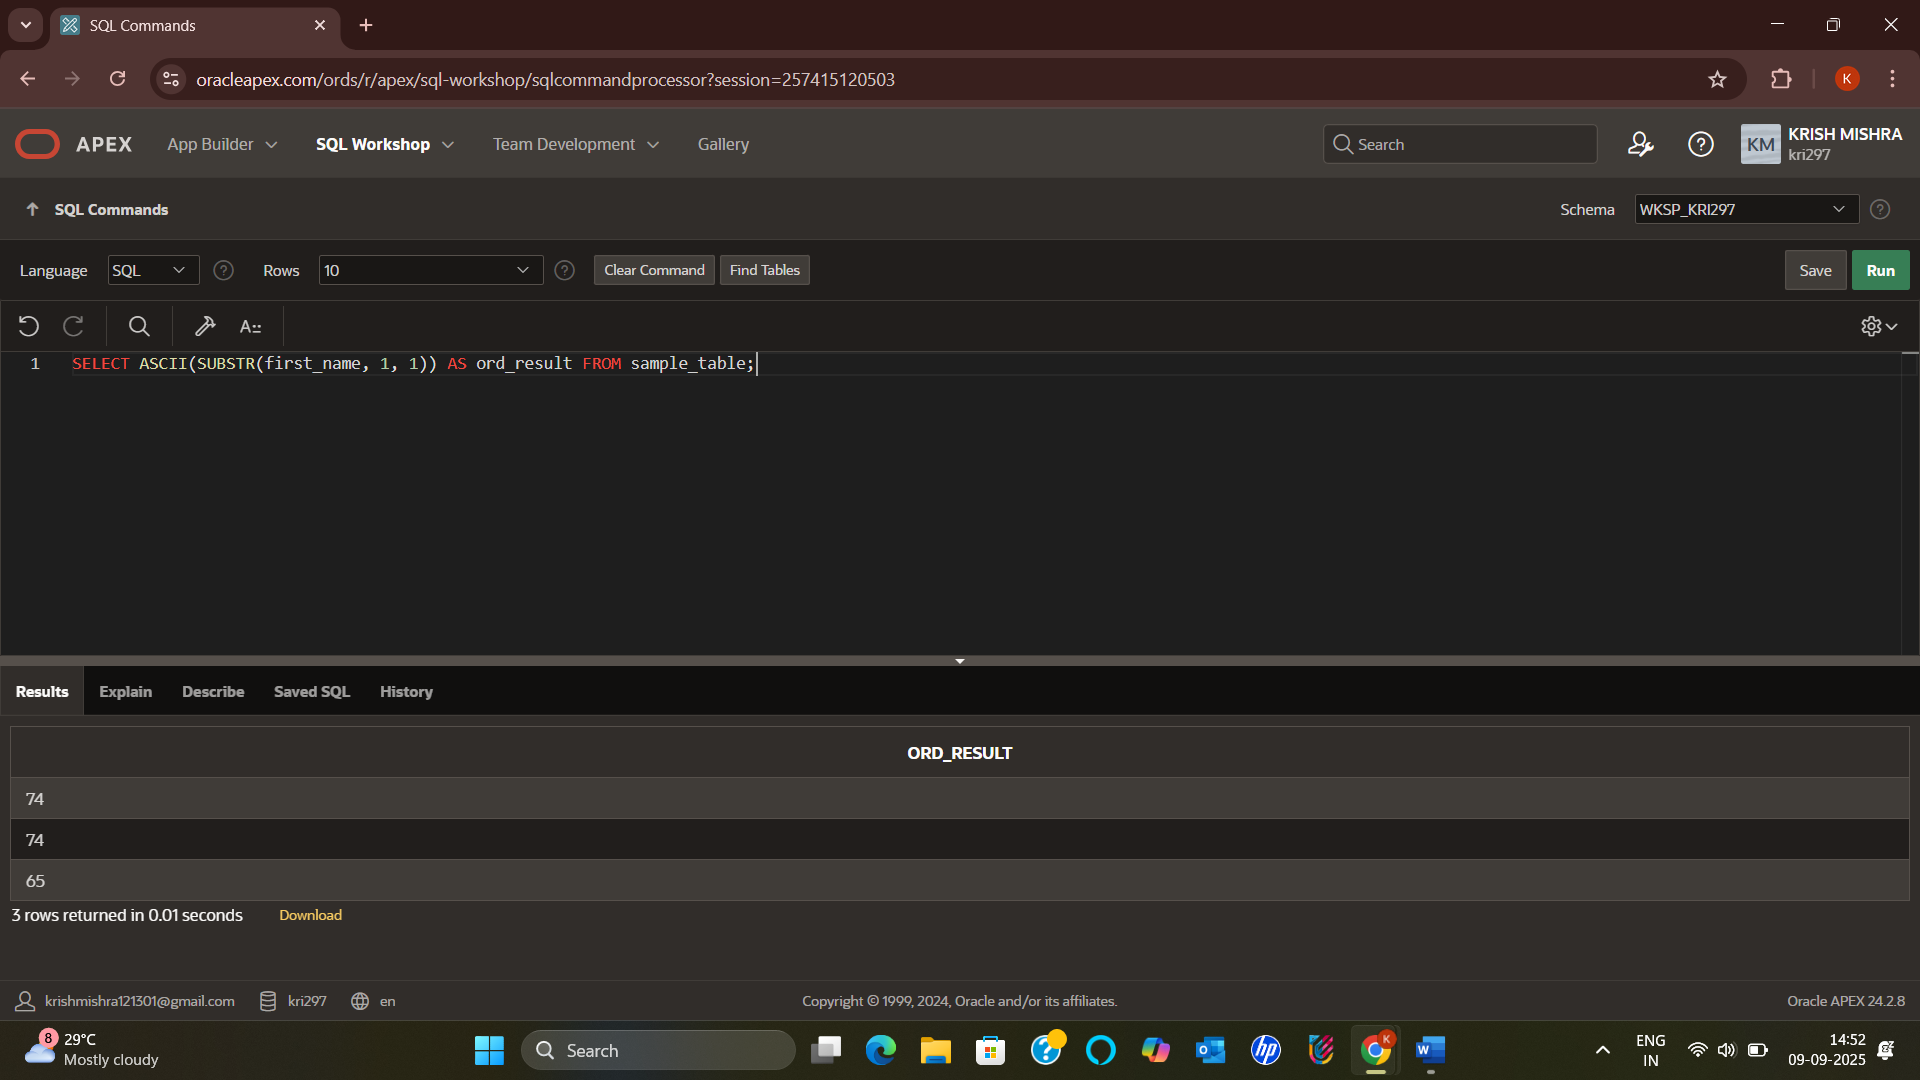 SQL Commands
oracleapex.com/ords/r/apex/sql-workshop/sqlcommandprocessor?session=257415120503
K
APEX App Builder SQL Workshop Team Development Gallery Search KM KRISH MISHRA
kri297
SQL Commands Schema WKSP_KRI297
Language SQL Rows 10 Clear Command Find Tables Save Run
A::
1 SELECT ASCII(SUBSTR(first_name, 1, 1)) AS ord_result FROM sample_table;
Results Explain Describe Saved SQL History
ORD_RESULT
74
74
65
3 rows returned in 0.01 seconds Download
krishmishra121301@gmail.com kri297 en Copyright © 1999, 2024, Oracle and/or its affiliates. Oracle APEX 24.2.8
8 29°C
Mostly cloudy
Search
hp
K
W
ENG
IN
14:52
09-09-2025